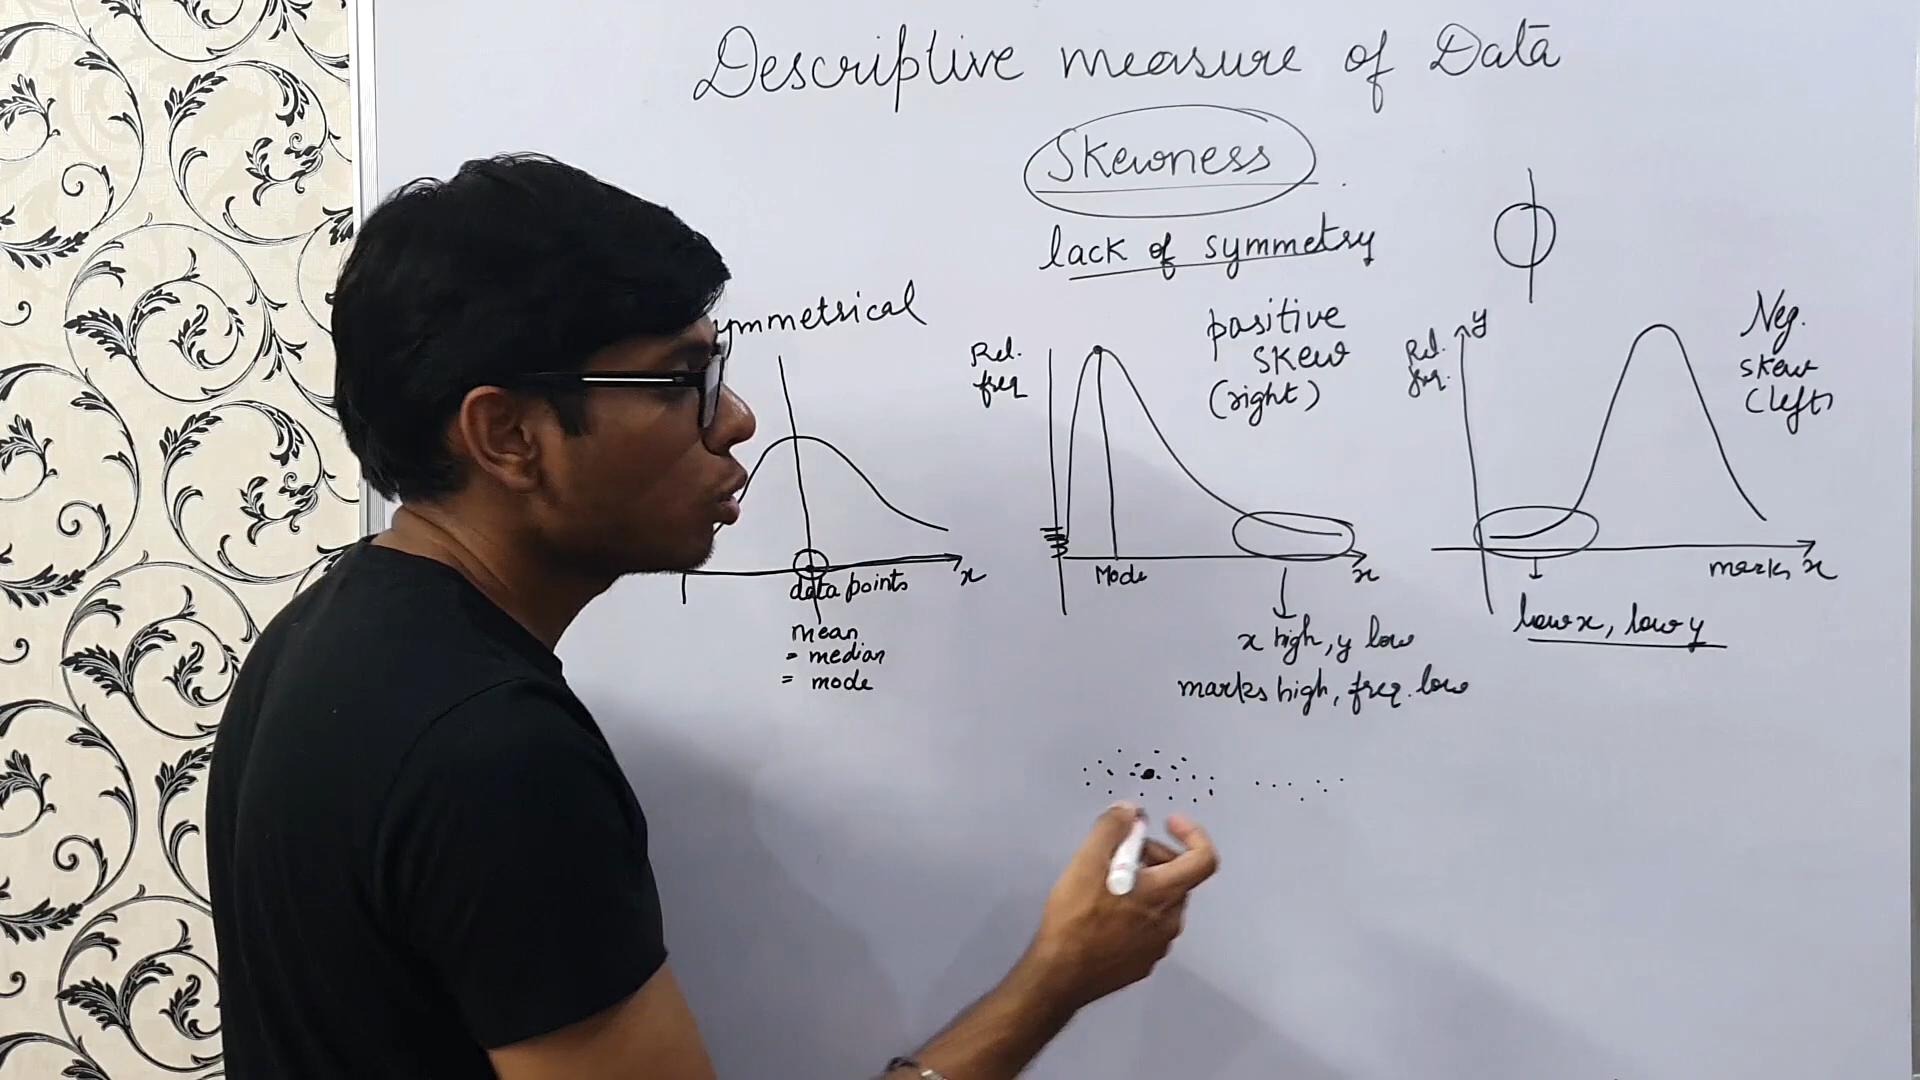 Descriptive measure of Data
Skewness
lack of symmetry
ymmetrical
data points
x
mean
= median
= mode
Rel.
freq
positive
skew
(right)
Mode
x
x high, y low
marks high, freq. low
Rel.
freq.
y
Neg.
skew
(left)
marks x
low x, low y